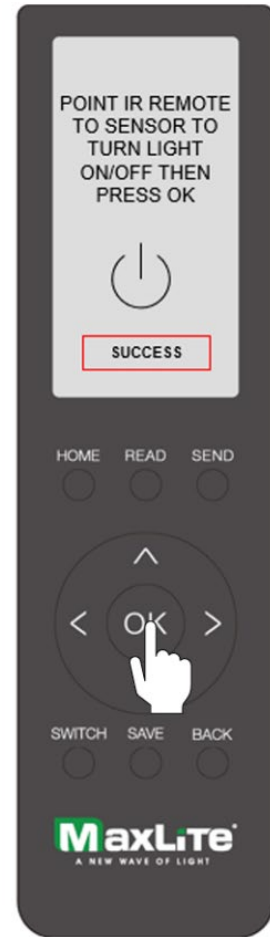 POINT IR REMOTE
TO SENSOR TO
TURN LIGHT
ON/OFF THEN
PRESS OK
SUCCESS
HOME READ SEND
OK
SWITCH SAVE BACK
MaxLiTe
A NEW WAVE OF LIGHT